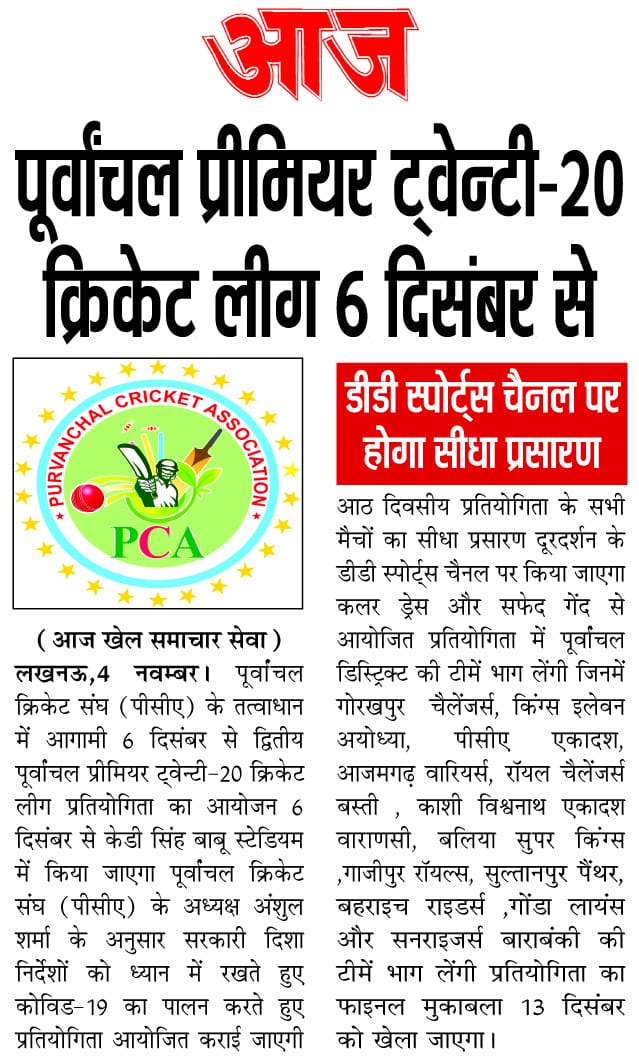 आज
पूर्वांचल प्रीमियर ट्वेन्टी-20
क्रिकेट लीग 6 दिसंबर से
PURVANCHAL CRICKET ASSOCIATION
PCA
( आज खेल समाचार सेवा )
लखनऊ,4 नवम्बर। पूर्वांचल
क्रिकेट संघ (पीसीए) के तत्वाधान
में आगामी 6 दिसंबर से द्वितीय
पूर्वांचल प्रीमियर ट्वेन्टी-20 क्रिकेट
लीग प्रतियोगिता का आयोजन 6
दिसंबर से केडी सिंह बाबू स्टेडियम
में किया जाएगा पूर्वांचल क्रिकेट
संघ (पीसीए) के अध्यक्ष अंशुल
शर्मा के अनुसार सरकारी दिशा
निर्देशों को ध्यान में रखते हुए
कोविड-19 का पालन करते हुए
प्रतियोगिता आयोजित कराई जाएगी
डीडी स्पोर्ट्स चैनल पर
होगा सीधा प्रसारण
आठ दिवसीय प्रतियोगिता के सभी
मैचों का सीधा प्रसारण दूरदर्शन के
डीडी स्पोर्ट्स चैनल पर किया जाएगा
कलर ड्रेस और सफेद गेंद से
आयोजित प्रतियोगिता में पूर्वांचल
डिस्ट्रिक्ट की टीमें भाग लेंगी जिनमें
गोरखपुर चैलेंजर्स, किंग्स इलेवन
अयोध्या, पीसीए एकादश,
आजमगढ़ वारियर्स, रॉयल चैलेंजर्स
बस्ती , काशी विश्वनाथ एकादश
वाराणसी, बलिया सुपर किंग्स
,गाजीपुर रॉयल्स, सुल्तानपुर पैंथर,
बहराइच राइडर्स ,गोंडा लायंस
और सनराइजर्स बाराबंकी की
टीमें भाग लेंगी प्रतियोगिता का
फाइनल मुकाबला 13 दिसंबर
को खेला जाएगा।